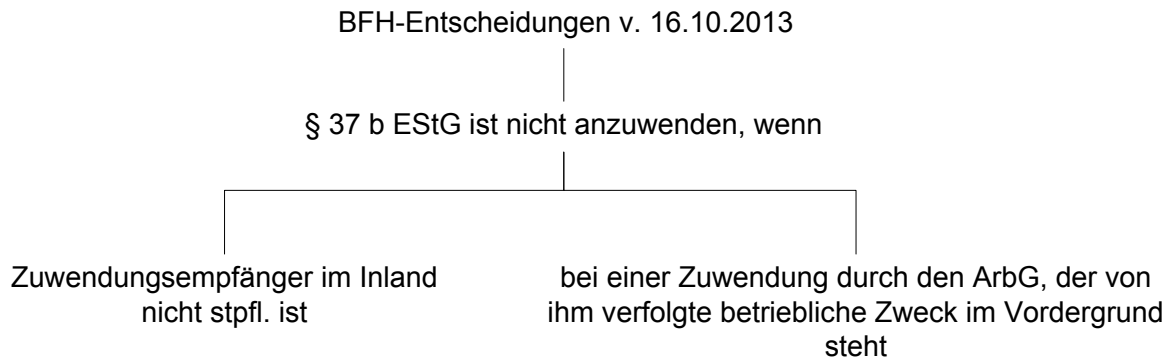 BFH-Entscheidungen v. 16.10.2013
§ 37 b EStG ist nicht anzuwenden, wenn
Zuwendungsempfänger im Inland
nicht stpfl. ist
bei einer Zuwendung durch den ArbG, der von
ihm verfolgte betriebliche Zweck im Vordergrund
steht